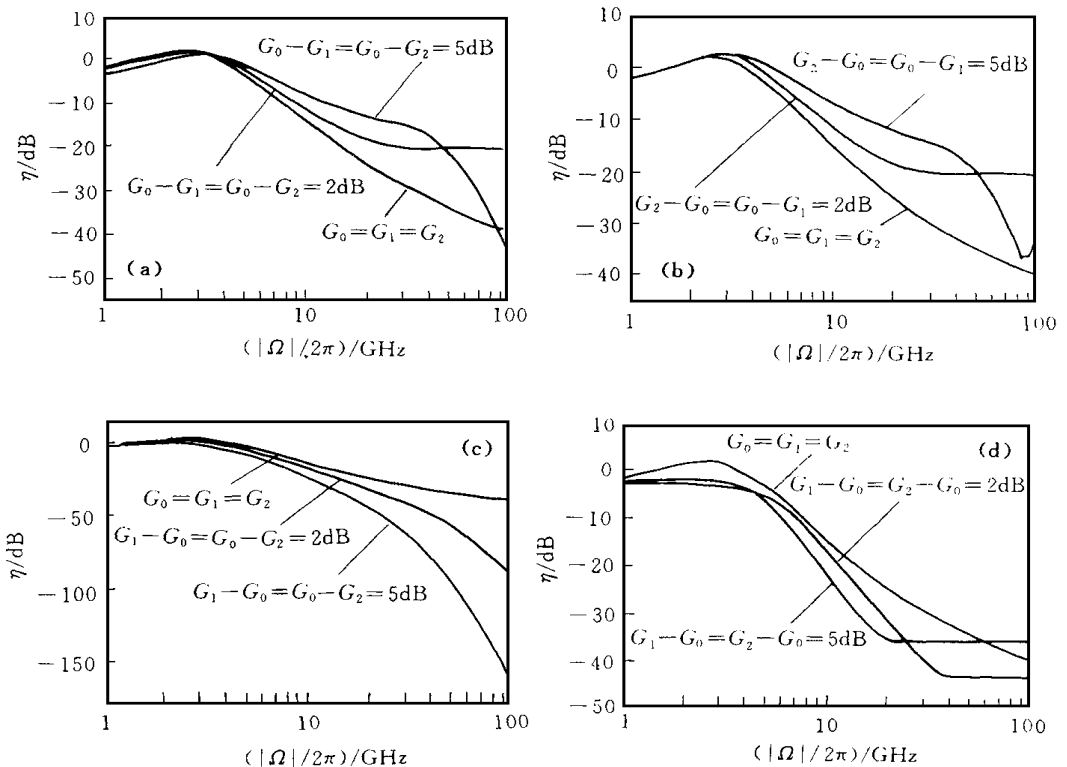 10
0
−10
−20
−30
−40
−50
η/dB
G₀−G₁=G₀−G₂=5dB
G₀−G₁=G₀−G₂=2dB
G₀=G₁=G₂
(a)
1
10
100
(|Ω|/2π)/GHz
10
0
−10
−20
−30
−40
η/dB
G₂−G₀=G₀−G₁=5dB
G₂−G₀=G₀−G₁=2dB
G₀=G₁=G₂
(b)
1
10
100
(|Ω|/2π)/GHz
0
−50
−100
−150
η/dB
(c)
G₀=G₁=G₂
G₁−G₀=G₀−G₂=2dB
G₁−G₀=G₀−G₂=5dB
1
10
100
(|Ω|/2π)/GHz
10
0
−10
−20
−30
−40
−50
η/dB
(d)
G₀=G₁=G₂
G₁−G₀=G₂−G₀=2dB
G₁−G₀=G₂−G₀=5dB
1
10
100
(|Ω|/2π)/GHz